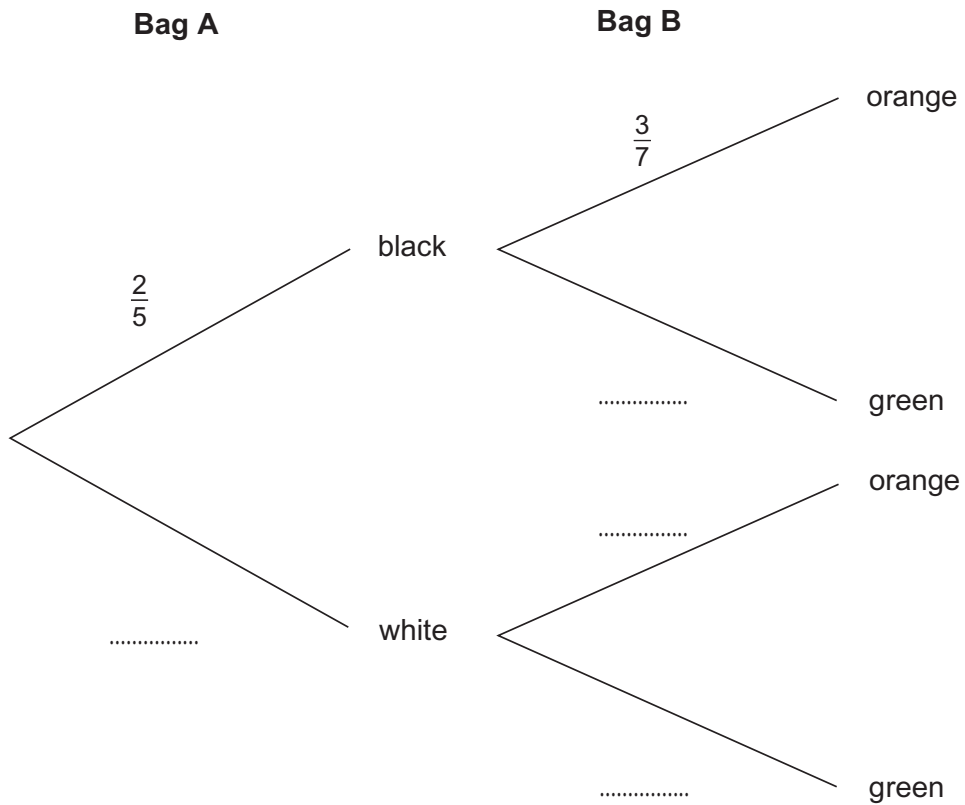 Bag A
Bag B
orange
3
7
black
2
5
................
green
orange
................
white
................
green
................